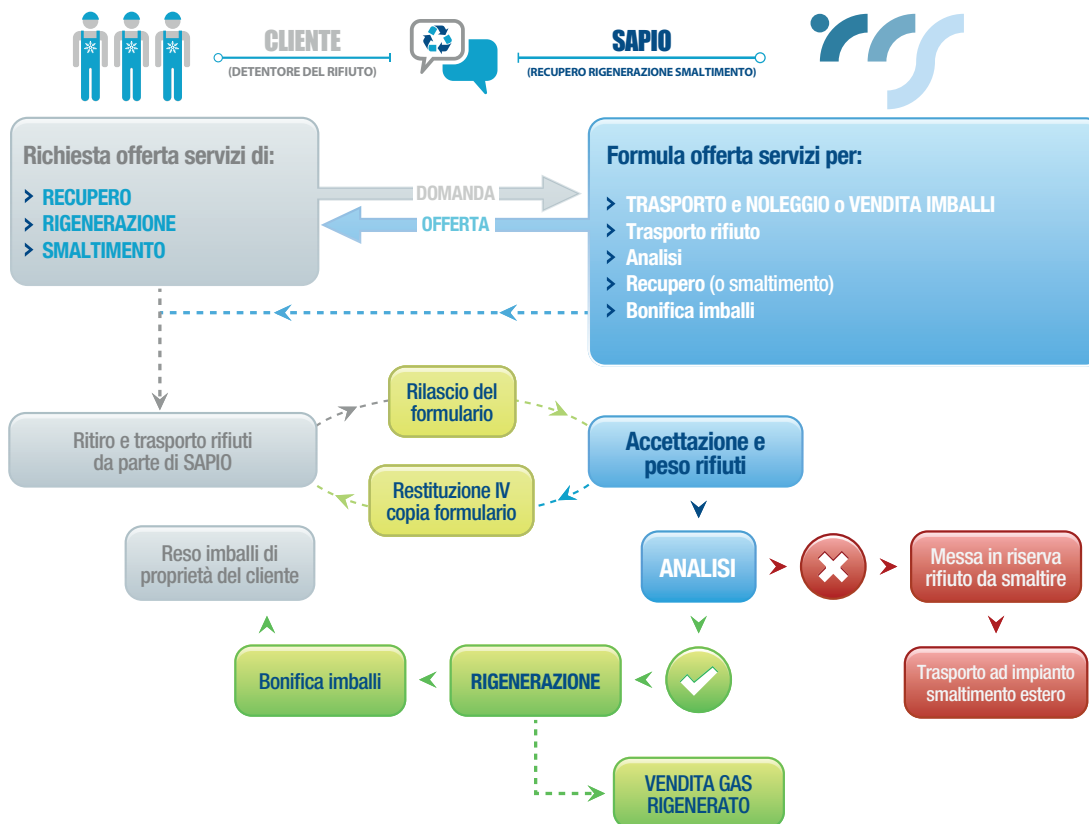 CLIENTE
(DETENTORE DEL RIFIUTO)
SAPIO
(RECUPERO RIGENERAZIONE SMALTIMENTO)
Richiesta offerta servizi di:
RECUPERO
RIGENERAZIONE
SMALTIMENTO
DOMANDA
OFFERTA
Formula offerta servizi per:
TRASPORTO e NOLEGGIO o VENDITA IMBALLI
Trasporto rifiuto
Analisi
Recupero (o smaltimento)
Bonifica imballi
Ritiro e trasporto rifiuti
da parte di SAPIO
Rilascio del
formulario
Restituzione IV
copia formulario
Accettazione e
peso rifiuti
Reso imballi di
proprietà del cliente
ANALISI
Messa in riserva
rifiuto da smaltire
Bonifica imballi
RIGENERAZIONE
Trasporto ad impianto
smaltimento estero
VENDITA GAS
RIGENERATO